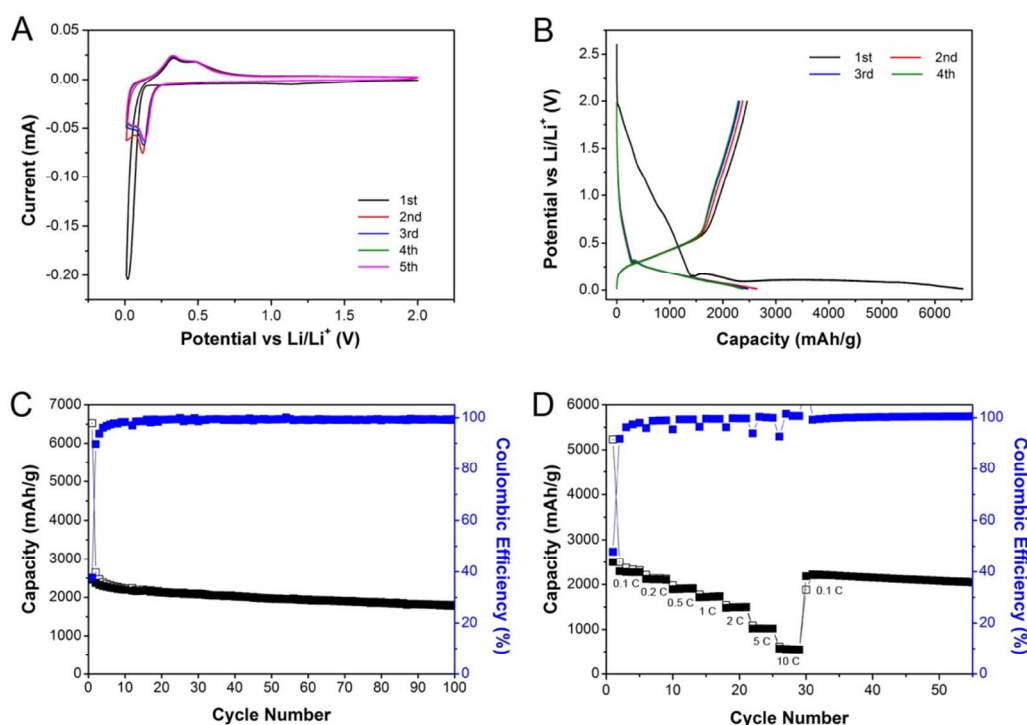 A
Current (mA)
0.05
0.00
-0.05
-0.10
-0.15
-0.20
1st
2nd
3rd
4th
5th
0.0 0.5 1.0 1.5 2.0
Potential vs Li/Li⁺ (V)
B
Potential vs Li/Li⁺ (V)
2.5
2.0
1.5
1.0
0.5
0.0
1st 2nd
3rd 4th
0 1000 2000 3000 4000 5000 6000
Capacity (mAh/g)
C
Capacity (mAh/g)
7000
6000
5000
4000
3000
2000
1000
0
100
80
60
40
20
0
Coulombic Efficiency (%)
0 10 20 30 40 50 60 70 80 90 100
Cycle Number
D
Capacity (mAh/g)
6000
5000
4000
3000
2000
1000
0
0.1 C
0.2 C
0.5 C
1 C
2 C
5 C
10 C
0.1 C
100
80
60
40
20
0
Coulombic Efficiency (%)
0 10 20 30 40 50
Cycle Number